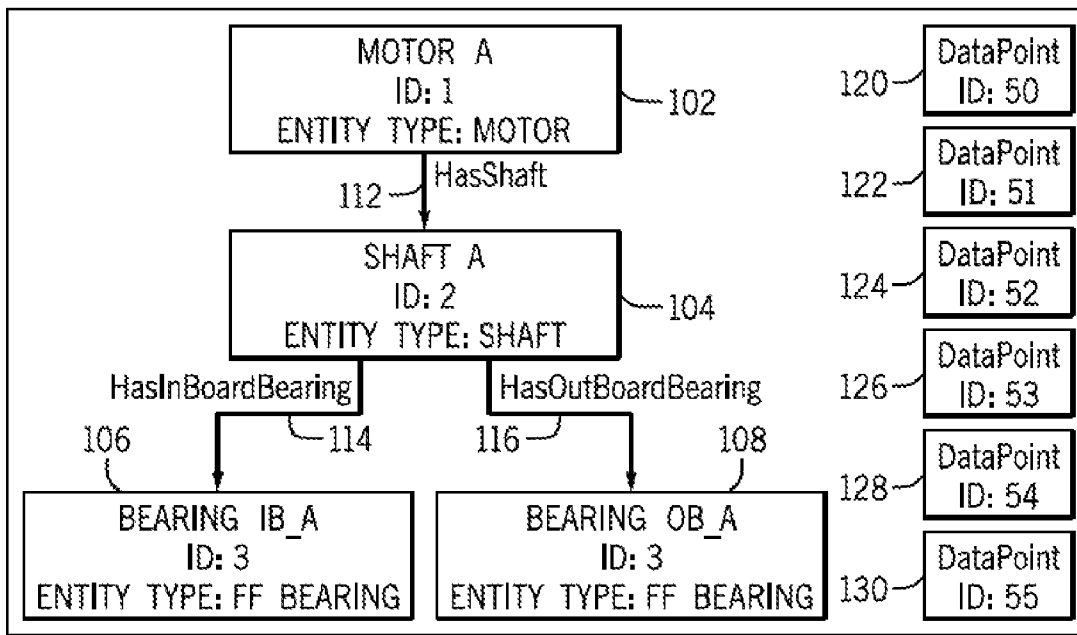 MOTOR A
ID: 1
ENTITY TYPE: MOTOR
102
HasShaft
112
SHAFT A
ID: 2
ENTITY TYPE: SHAFT
104
HasInBoardBearing
HasOutBoardBearing
114
116
106
108
BEARING IB_A
ID: 3
ENTITY TYPE: FF BEARING
BEARING OB_A
ID: 3
ENTITY TYPE: FF BEARING
120
DataPoint
ID: 50
122
DataPoint
ID: 51
124
DataPoint
ID: 52
126
DataPoint
ID: 53
128
DataPoint
ID: 54
130
DataPoint
ID: 55